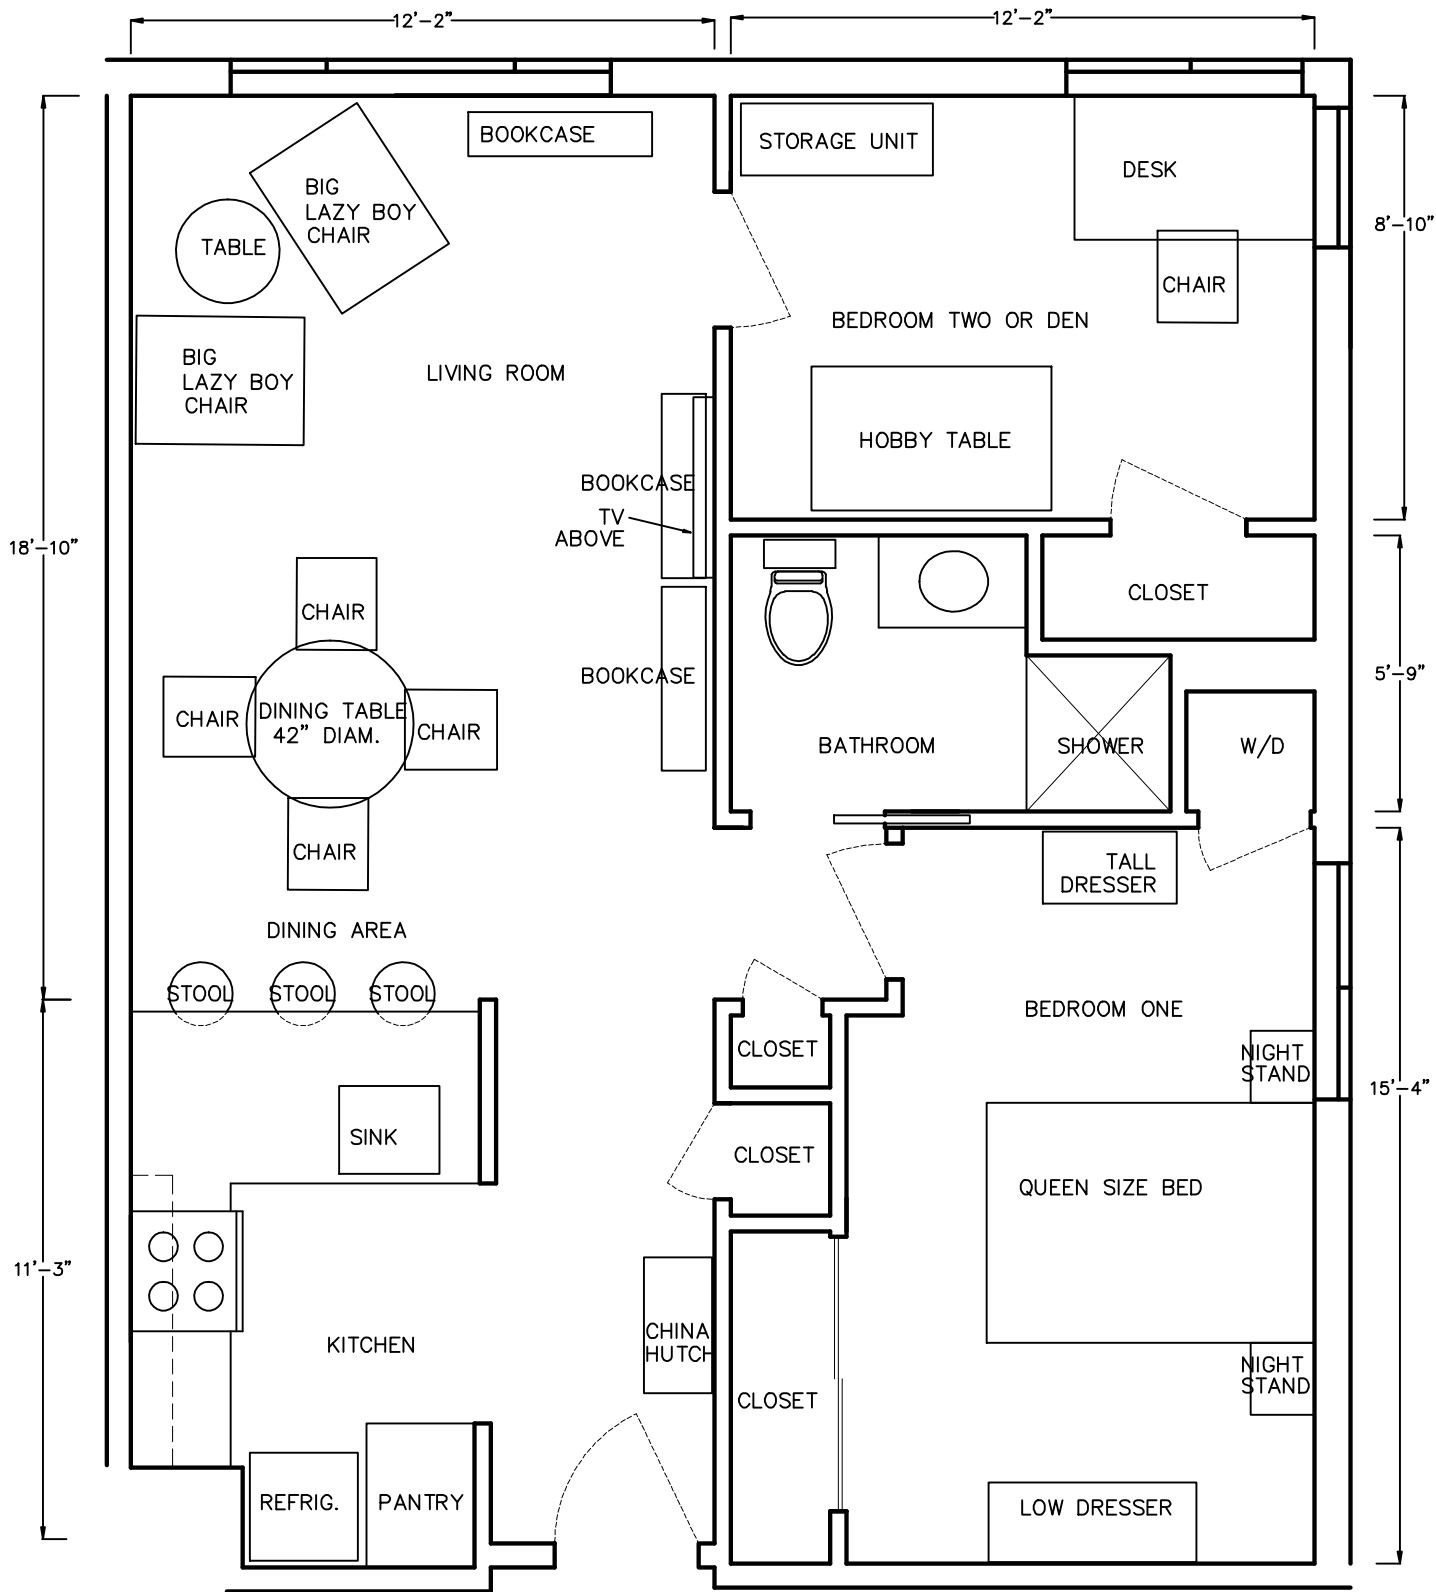 12'-2"
12'-2"
BOOKCASE
STORAGE UNIT
DESK
BIG
LAZY BOY
CHAIR
TABLE
8'-10"
CHAIR
BEDROOM TWO OR DEN
BIG
LAZY BOY
CHAIR
LIVING ROOM
HOBBY TABLE
BOOKCASE
TV
ABOVE
18'-10"
CLOSET
CHAIR
BOOKCASE
5'-9"
CHAIR
DINING TABLE
42" DIAM.
CHAIR
BATHROOM
SHOWER
W/D
CHAIR
TALL
DRESSER
DINING AREA
STOOL
STOOL
STOOL
BEDROOM ONE
CLOSET
NIGHT
STAND
15'-4"
SINK
CLOSET
QUEEN SIZE BED
11'-3"
KITCHEN
CHINA
HUTCH
CLOSET
NIGHT
STAND
REFRIG.
PANTRY
LOW DRESSER